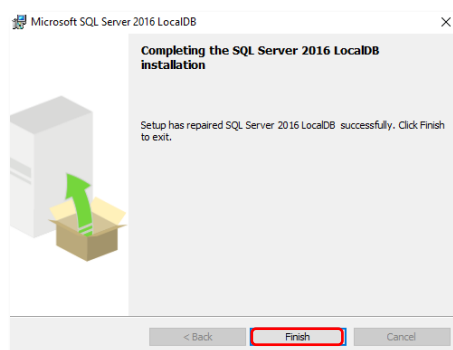 Microsoft SQL Server 2016 LocalDB
Completing the SQL Server 2016 LocalDB
installation
Setup has repaired SQL Server 2016 LocalDB successfully. Click Finish
to exit.
< Back
Finish
Cancel